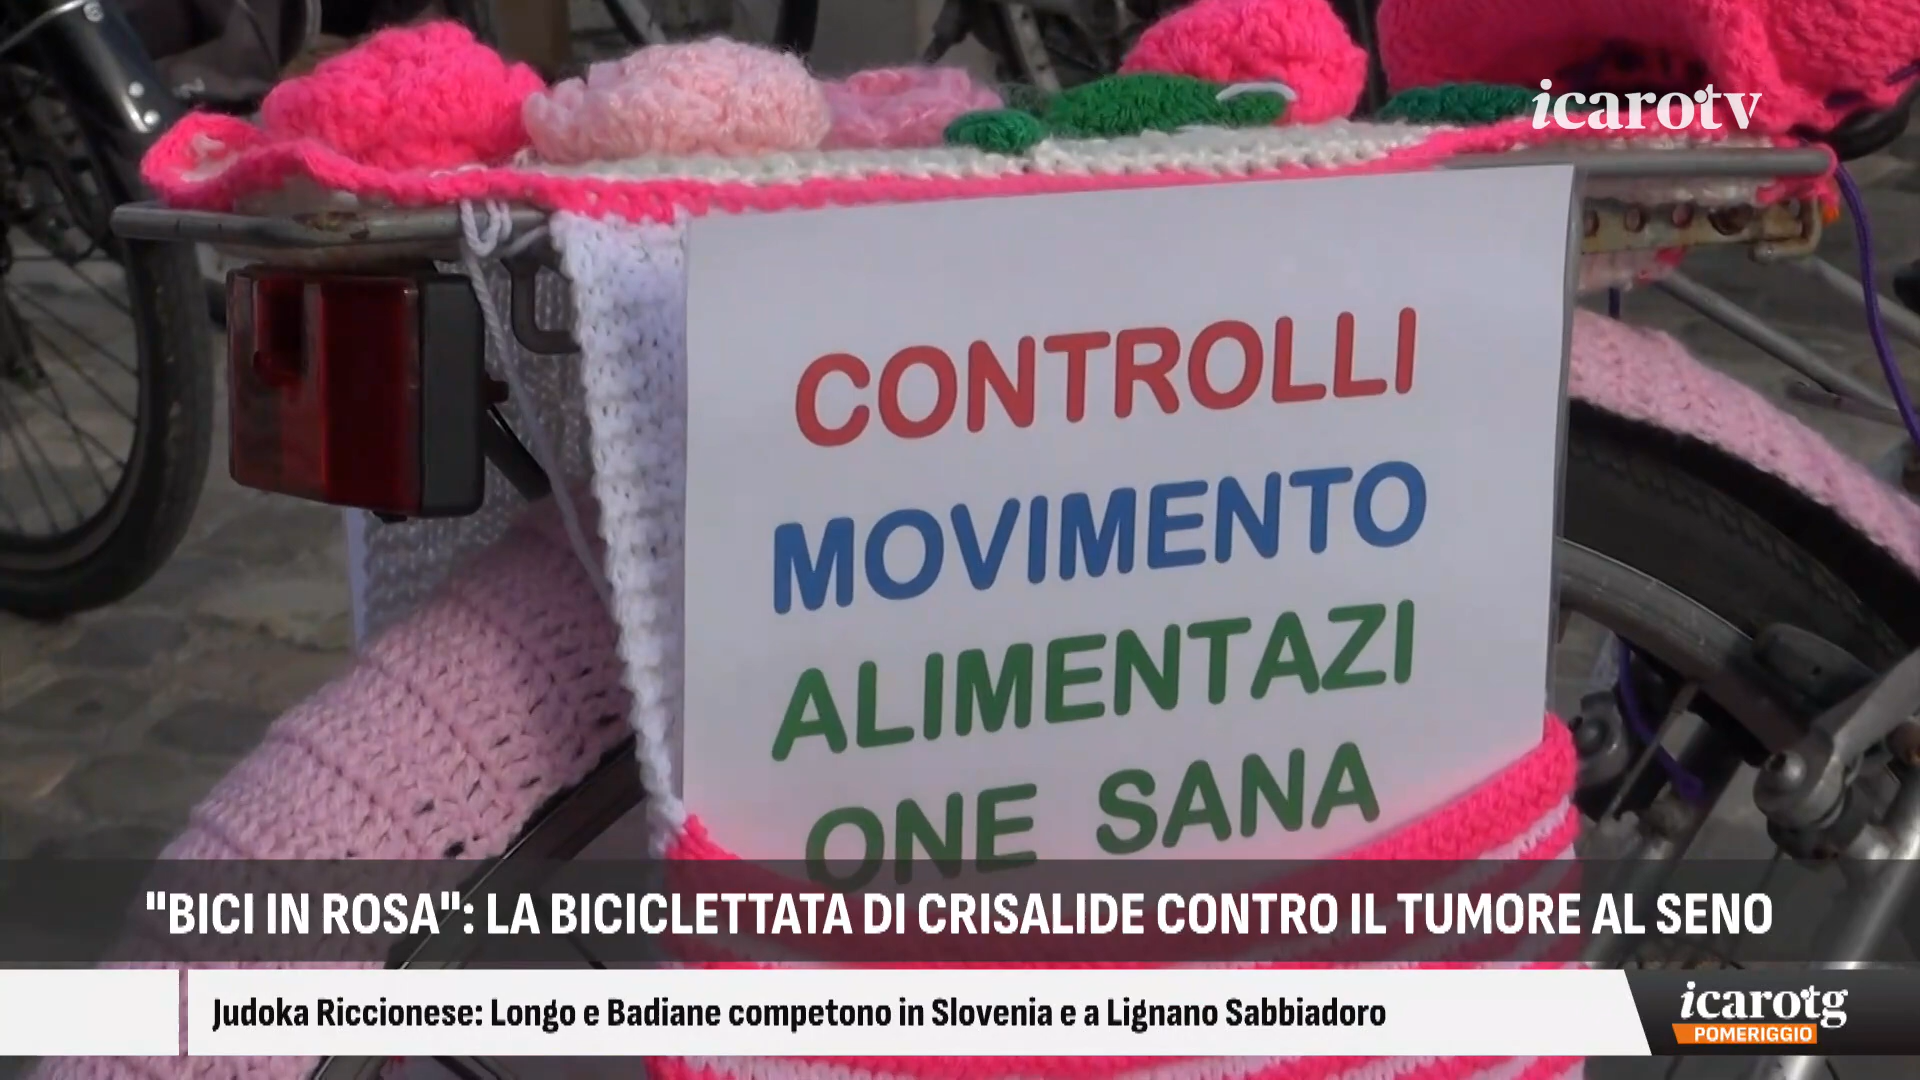 icarotv
CONTROLLI
MOVIMENTO
ALIMENTAZI
ONE SANA
"BICI IN ROSA": LA BICICLETTATA DI CRISALIDE CONTRO IL TUMORE AL SENO
Judoka Riccionese: Longo e Badiane competono in Slovenia e a Lignano Sabbiadoro
icarotg
POMERIGGIO